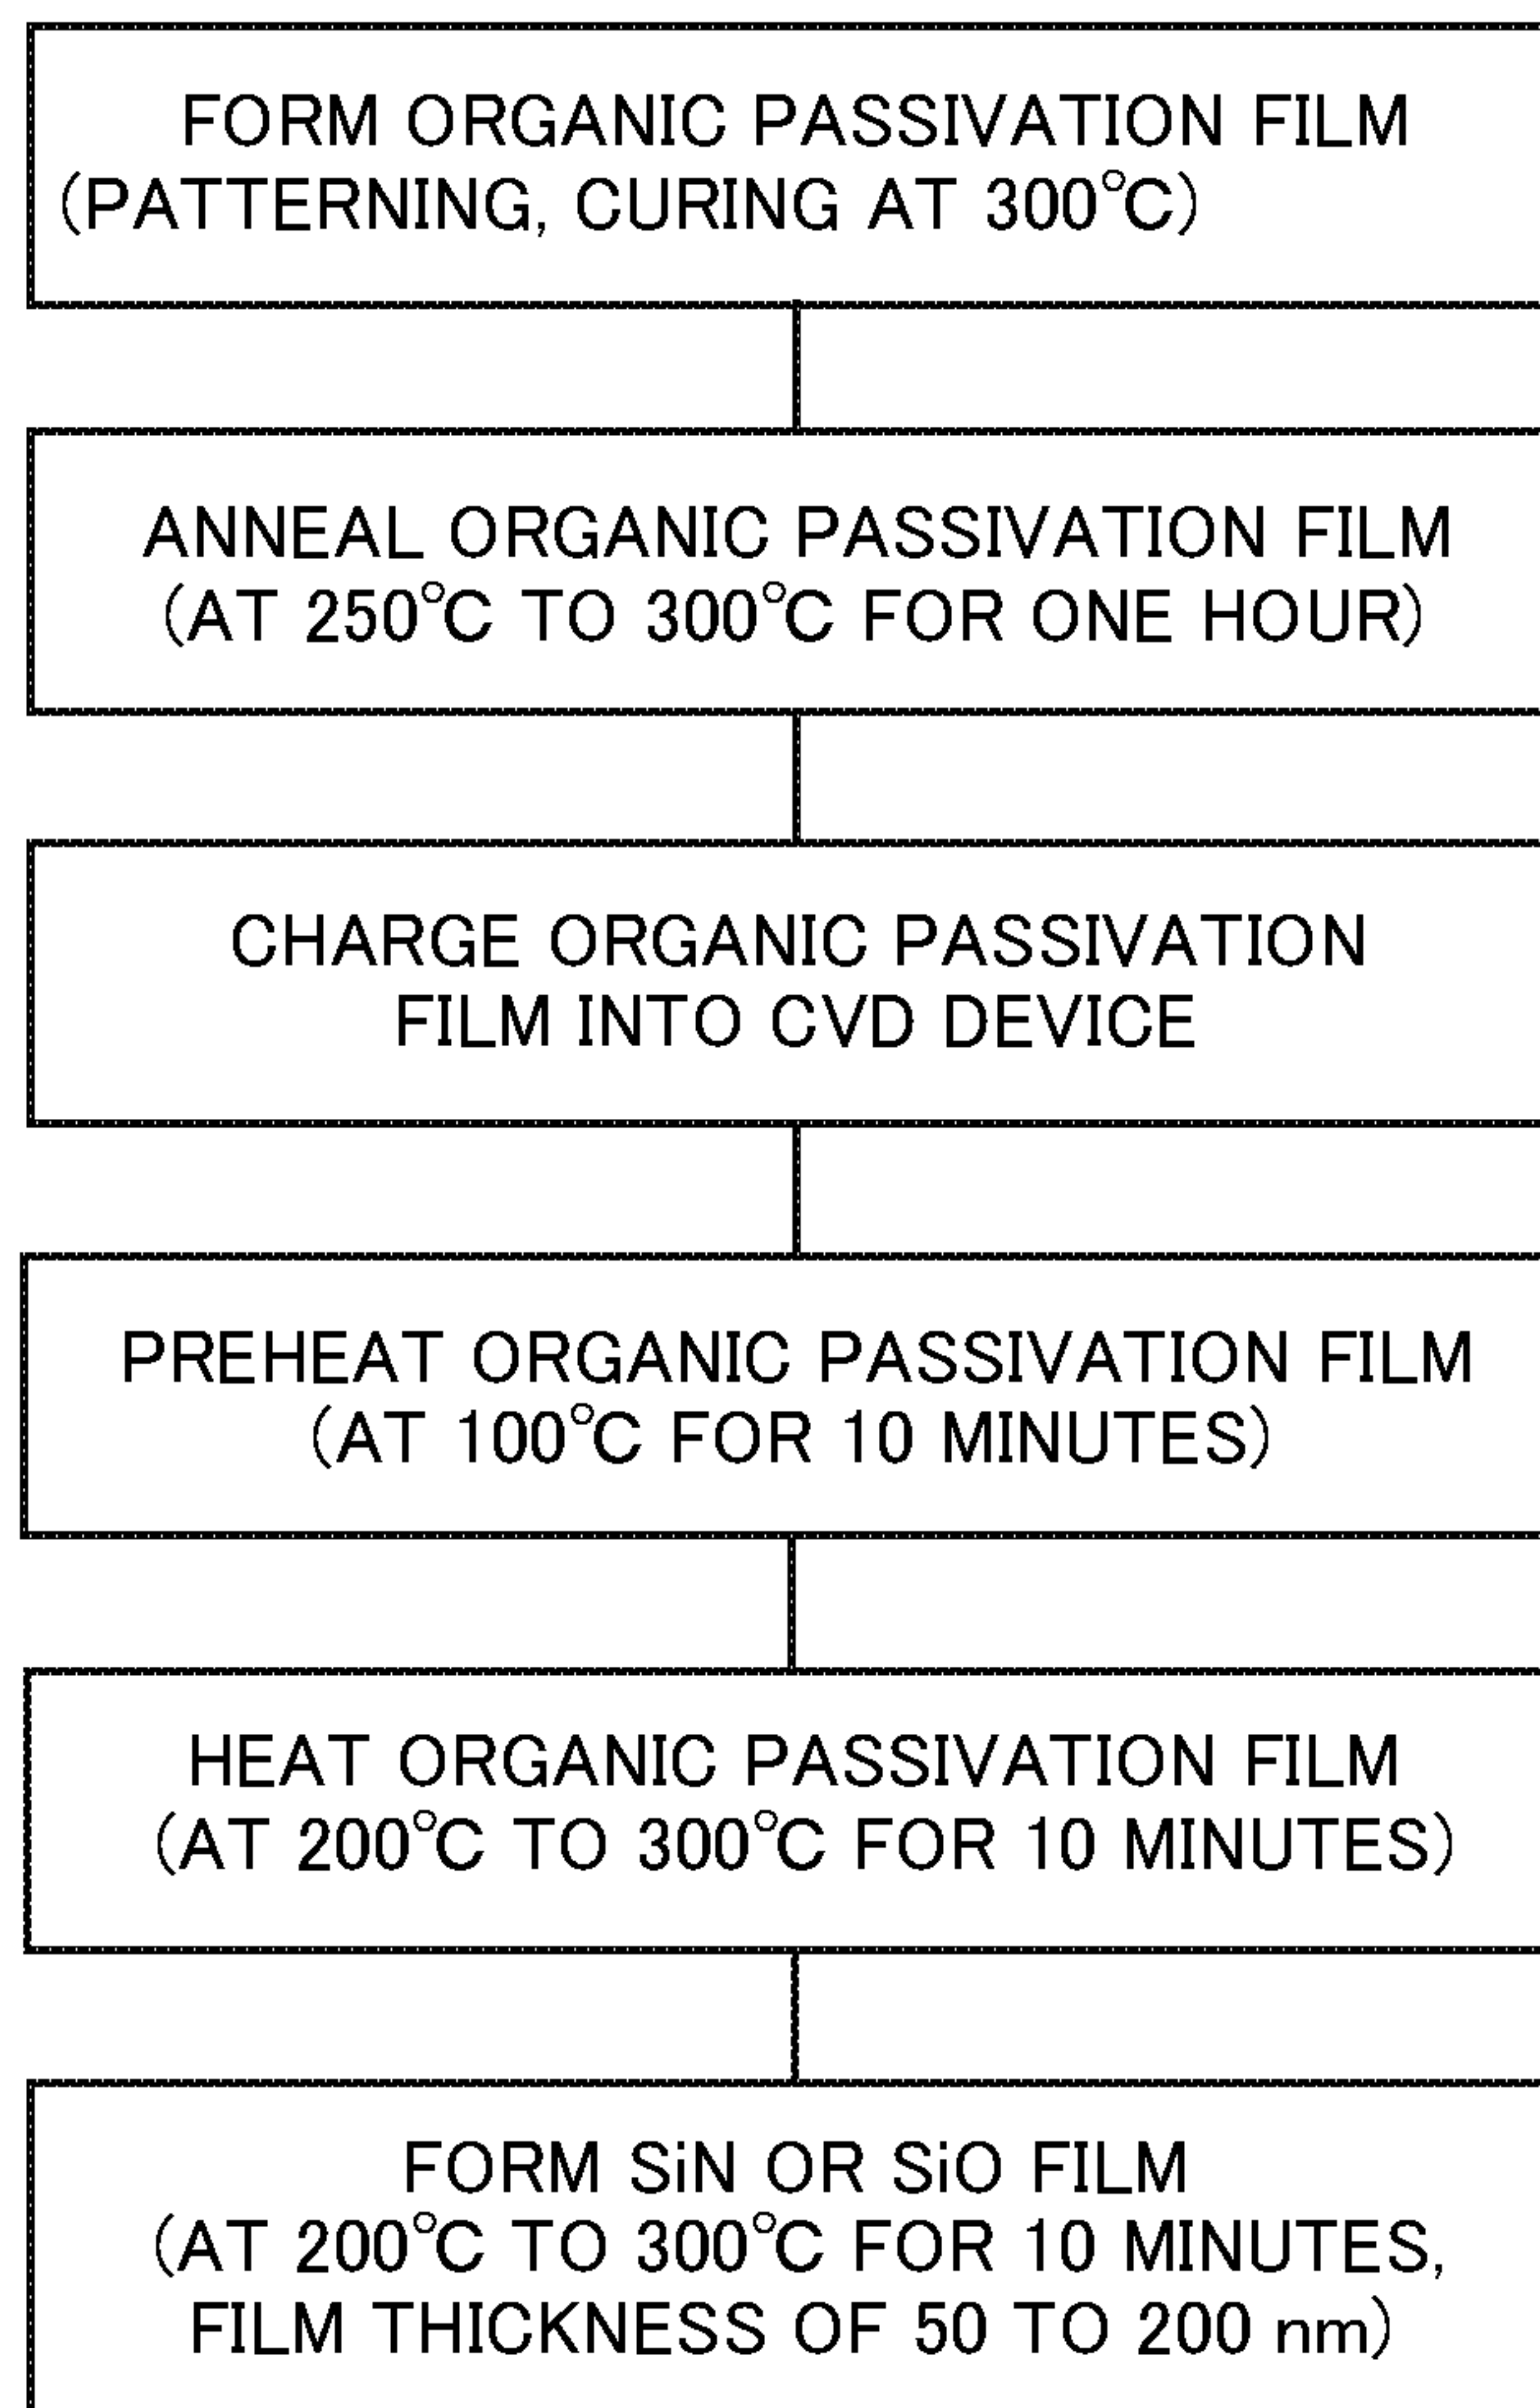 FORM ORGANIC PASSIVATION FILM
(PATTERNING, CURING AT 300℃)
ANNEAL ORGANIC PASSIVATION FILM
(AT 250℃ TO 300℃ FOR ONE HOUR)
CHARGE ORGANIC PASSIVATION
FILM INTO CVD DEVICE
PREHEAT ORGANIC PASSIVATION FILM
(AT 100℃ FOR 10 MINUTES)
HEAT ORGANIC PASSIVATION FILM
(AT 200℃ TO 300℃ FOR 10 MINUTES)
FORM SiN OR SiO FILM
(AT 200℃ TO 300℃ FOR 10 MINUTES,
FILM THICKNESS OF 50 TO 200 nm)